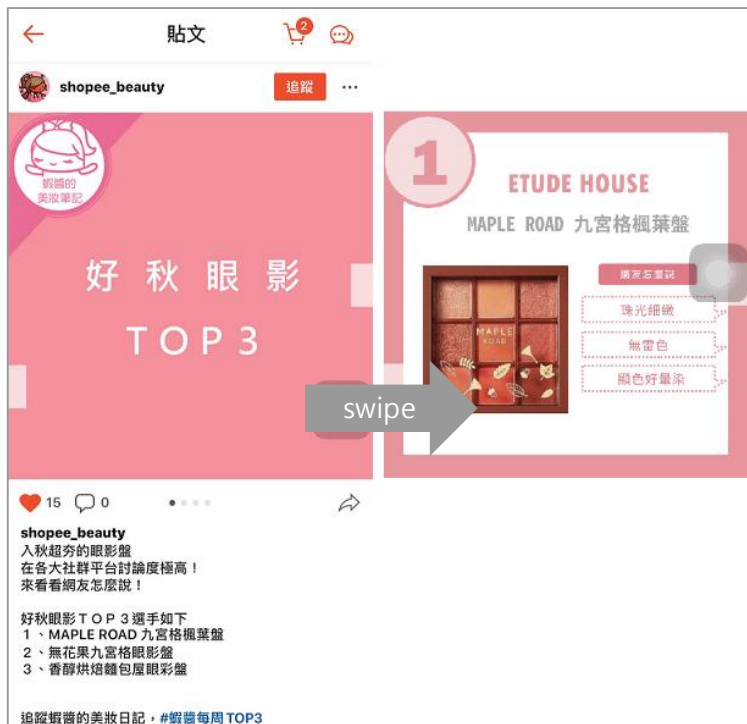 貼文
2
shopee_beauty
追蹤
蝦醬的
美妝筆記
好秋眼影
TOP3
15
0
shopee_beauty
入秋超夯的眼影盤
在各大社群平台討論度極高！
來看看網友怎麼說！
好秋眼影ＴＯＰ３選手如下
１、MAPLE ROAD 九宮格楓葉盤
２、無花果九宮格眼影盤
３、香醇烘焙麵包屋眼彩盤
追蹤蝦醬的美妝日記，#蝦醬每周TOP3
swipe
1
ETUDE HOUSE
MAPLE ROAD 九宮格楓葉盤
MAPLE
ROAD
網友怎麼說
珠光細緻
無雷色
顯色好暈染